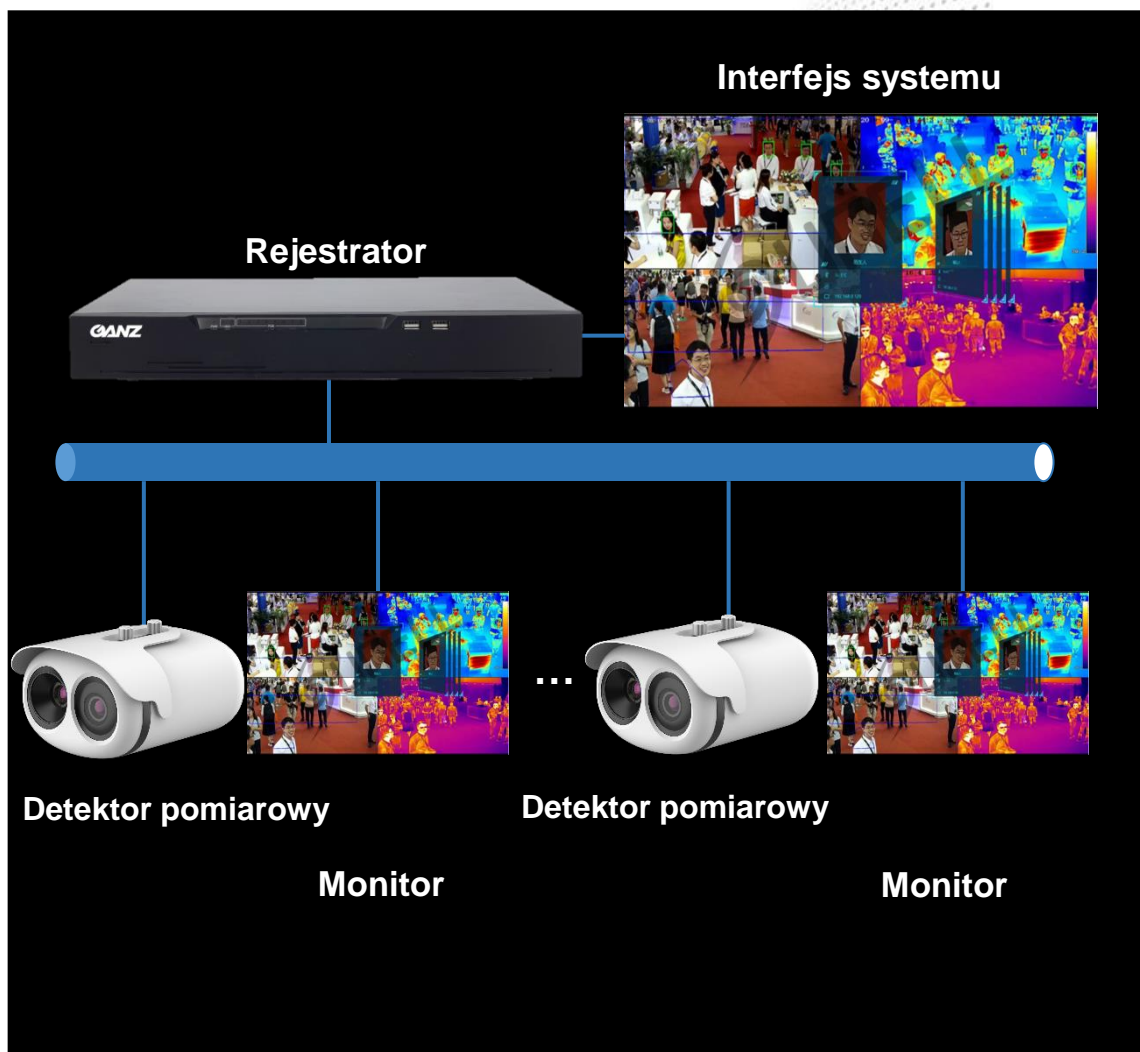 Interfejs systemu
Rejestrator
GANZ
...
Detektor pomiarowy
Detektor pomiarowy
Monitor
Monitor